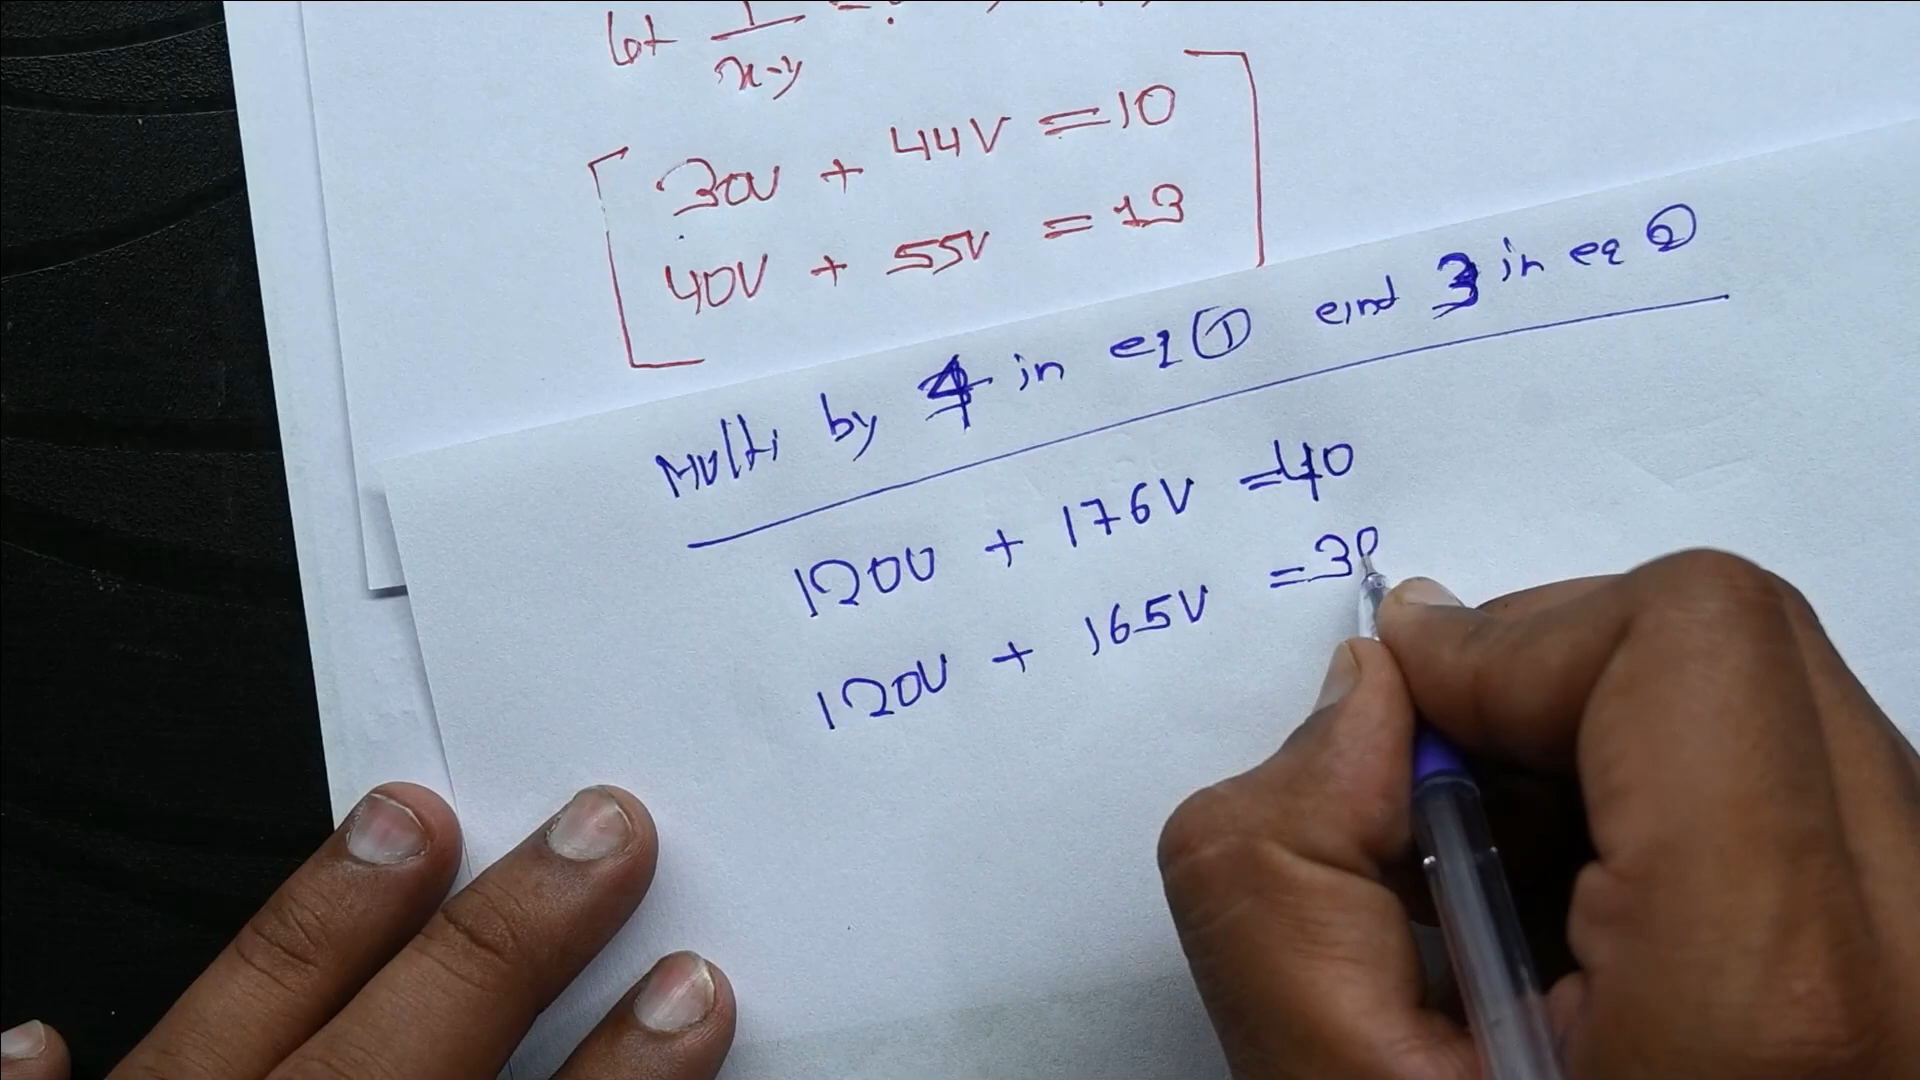 let 1/x-y =
30u + 44v = 10
40u + 55v = 13
Multi by 4 in eq ① and 3 in eq ②
120u + 176v = 40
120u + 165v = 39